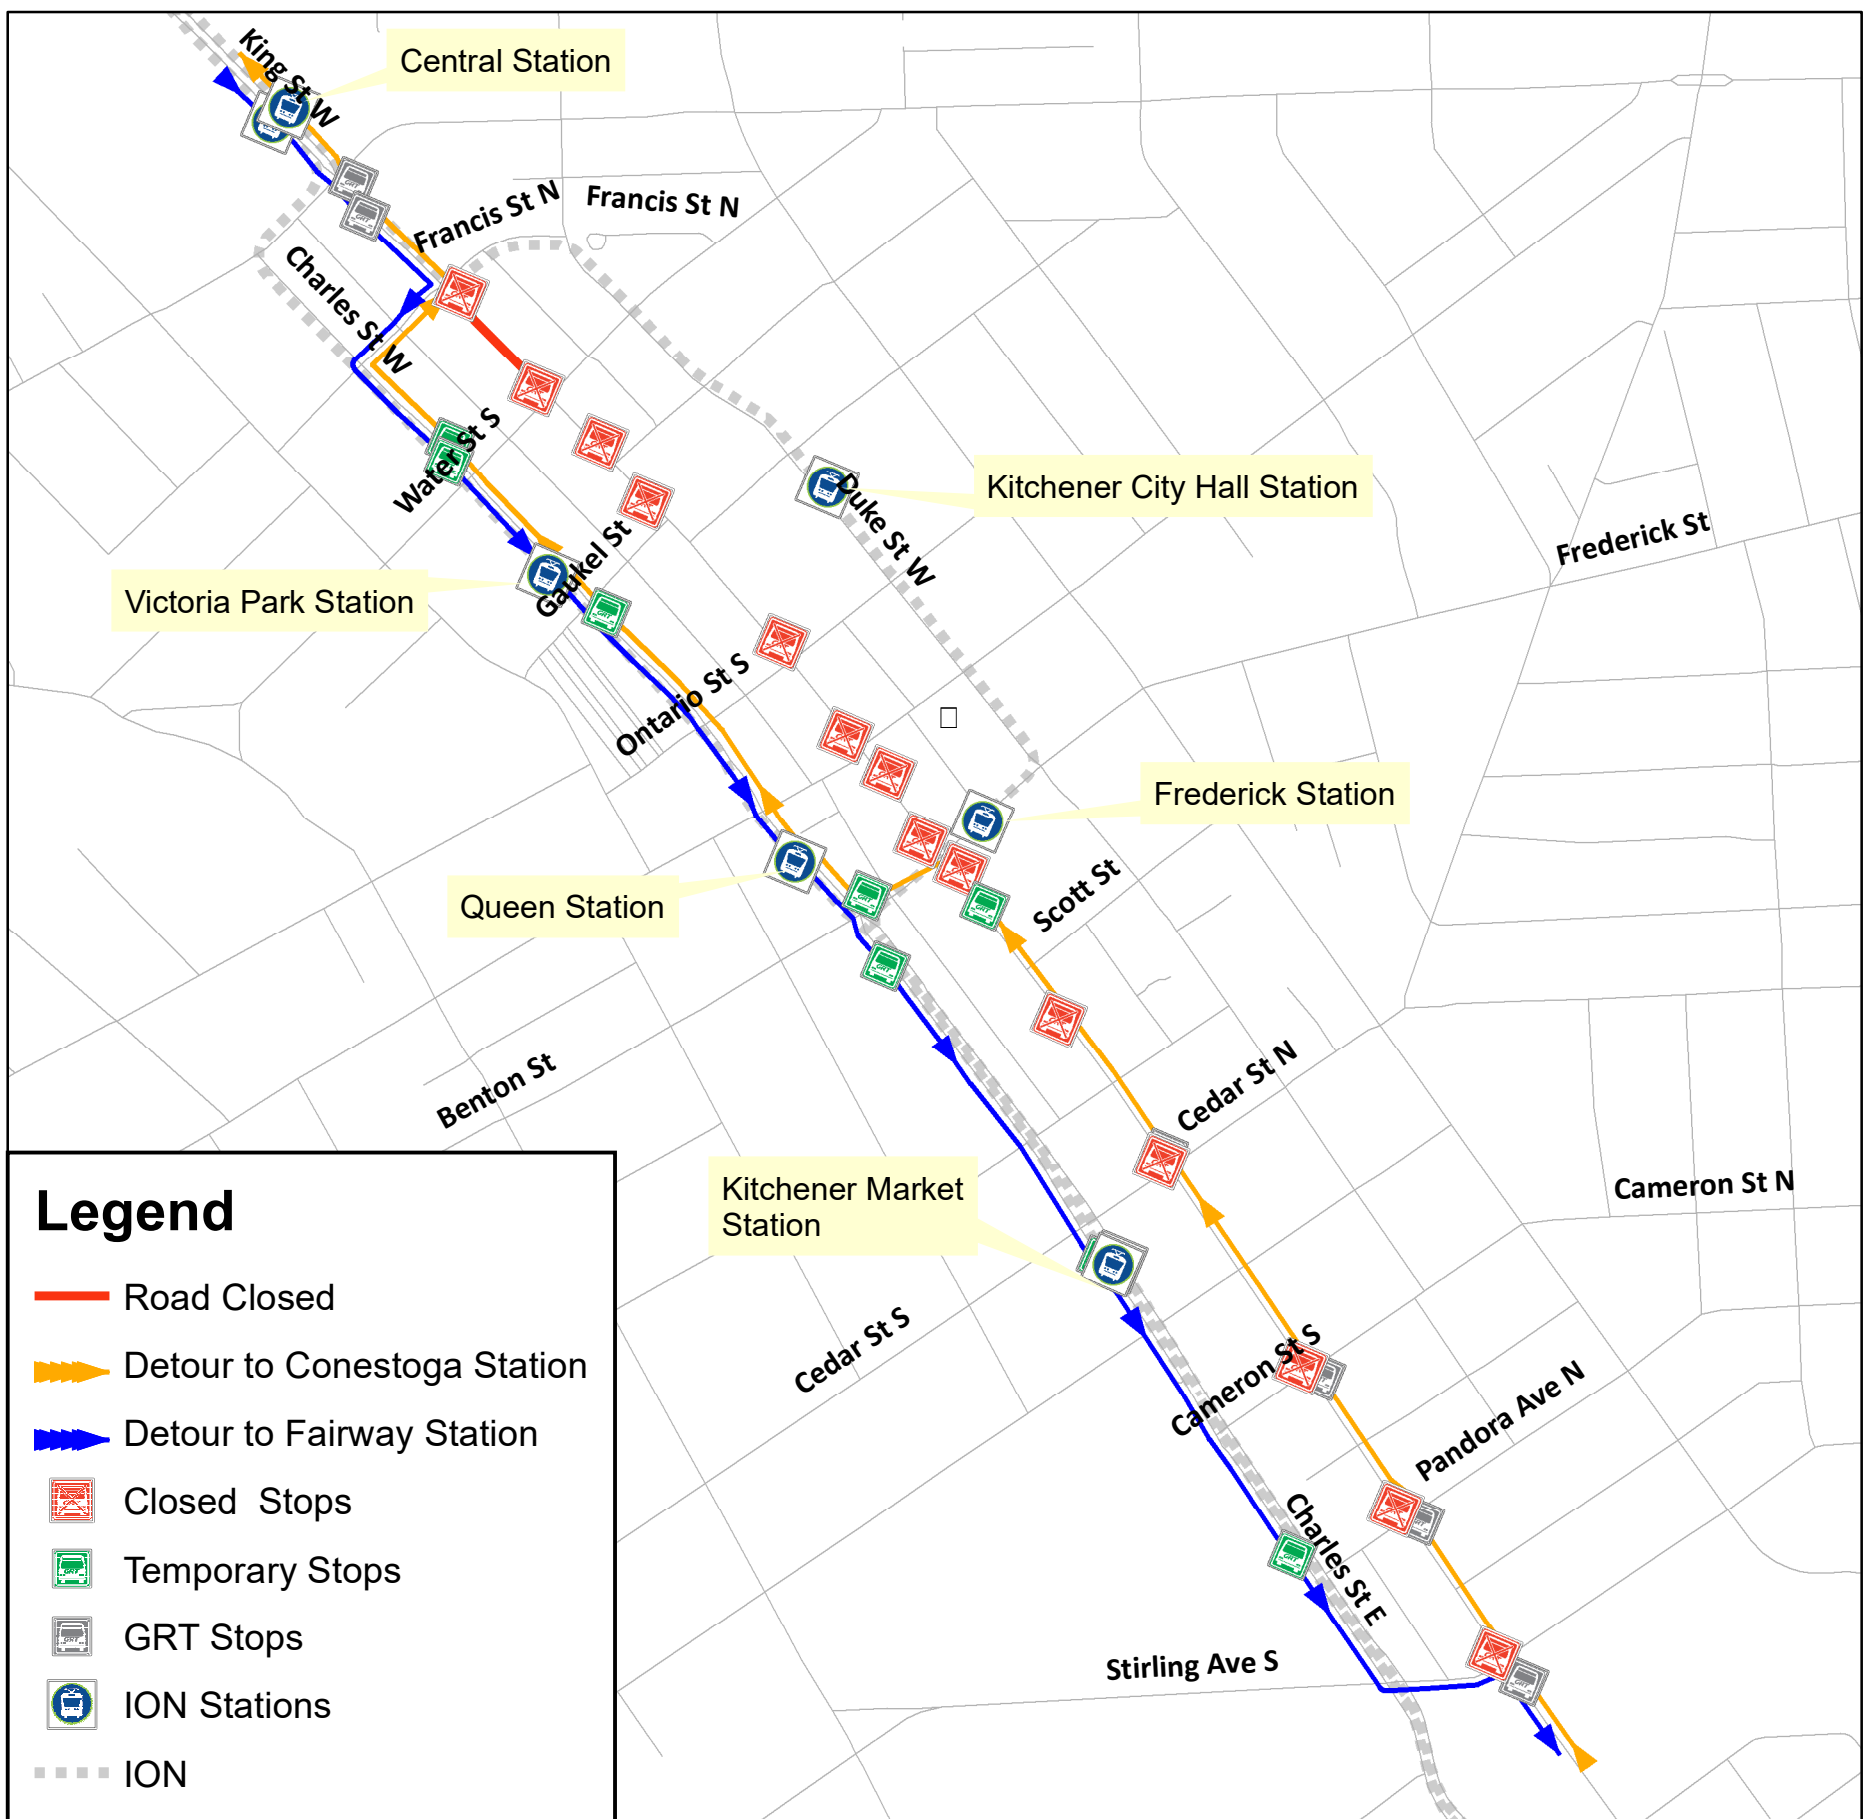 King St W
Central Station
Francis St N
Francis St N
Charles St W
Water St S
Kitchener City Hall Station
Duke St W
Frederick St
Gaukel St
Victoria Park Station
Ontario St S
Frederick Station
Queen Station
Scott St
Benton St
Cedar St N
Kitchener Market
Station
Cameron St N
Cedar St S
Cameron St S
Pandora Ave N
Charles St E
Stirling Ave S
Legend
Road Closed
Detour to Conestoga Station
Detour to Fairway Station
Closed  Stops
Temporary Stops
GRT Stops
ION Stations
ION